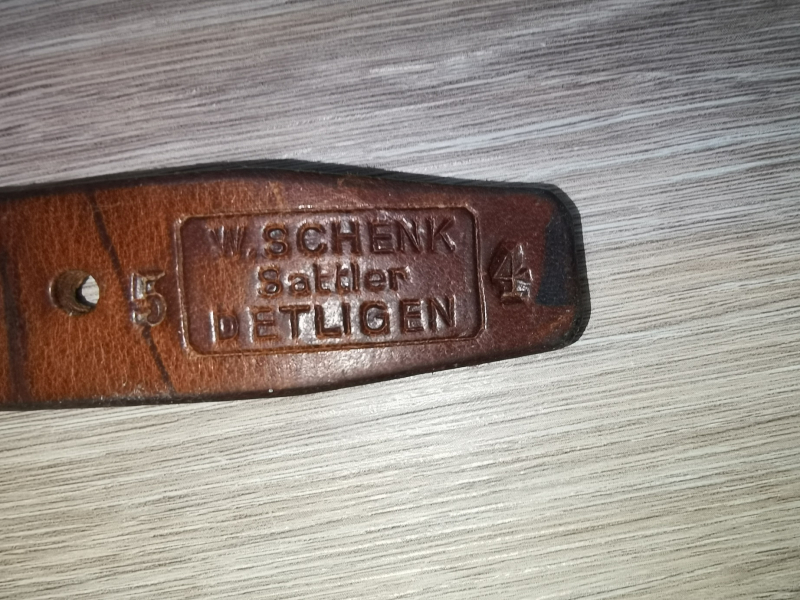 W. SCHENK
Sattler
DETLIGEN
5
4